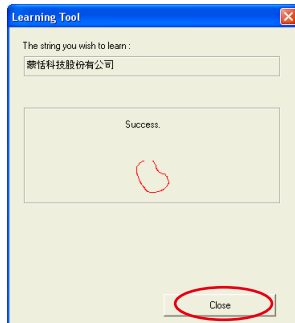 Learning Tool
The string you wish to learn :
蒙恬科技股份有公司
Success.
Close